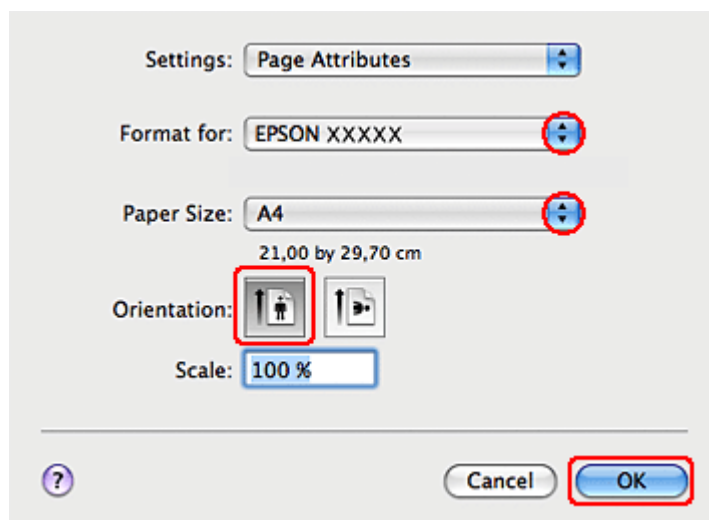 Settings: Page Attributes
Format for: EPSON XXXXX
Paper Size: A4
21,00 by 29,70 cm
Orientation:
Scale: 100 %
? Cancel OK